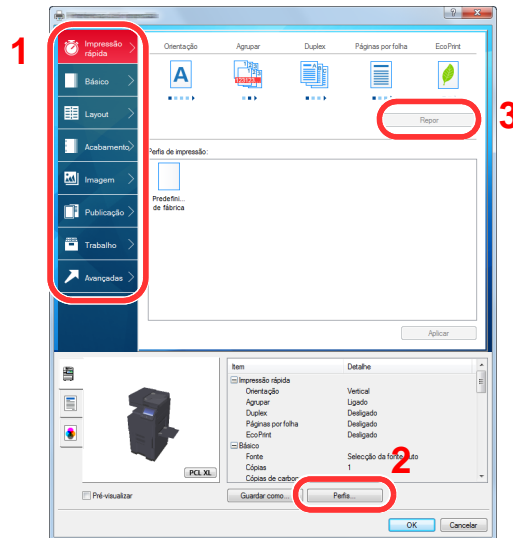 1
Impressão
rápida
Básico
Layout
Acabamento
Imagem
Publicação
Trabalho
Avançadas
Orientação Agrupar Duplex Páginas por folha EcoPrint
A
Repor
3
Perfis de impressão:
Predefini...
de fábrica
Aplicar
Item Detalhe
Impressão rápida
Orientação Vertical
Agrupar Ligado
Duplex Desligado
Páginas por folha Desligado
EcoPrint Desligado
Básico
Fonte Selecção da fonte auto
Cópias 1
Cópias de carbon
2
PCL XL
Pré-visualizar
Guardar como...
Perfis...
OK
Cancelar